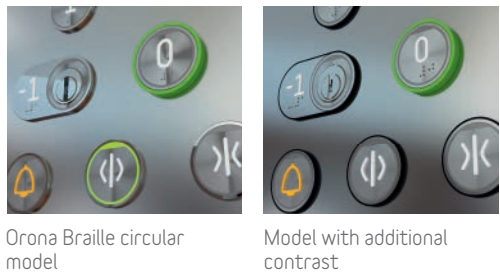 0
-1
0
-1
Orona Braille circular
model
Model with additional
contrast